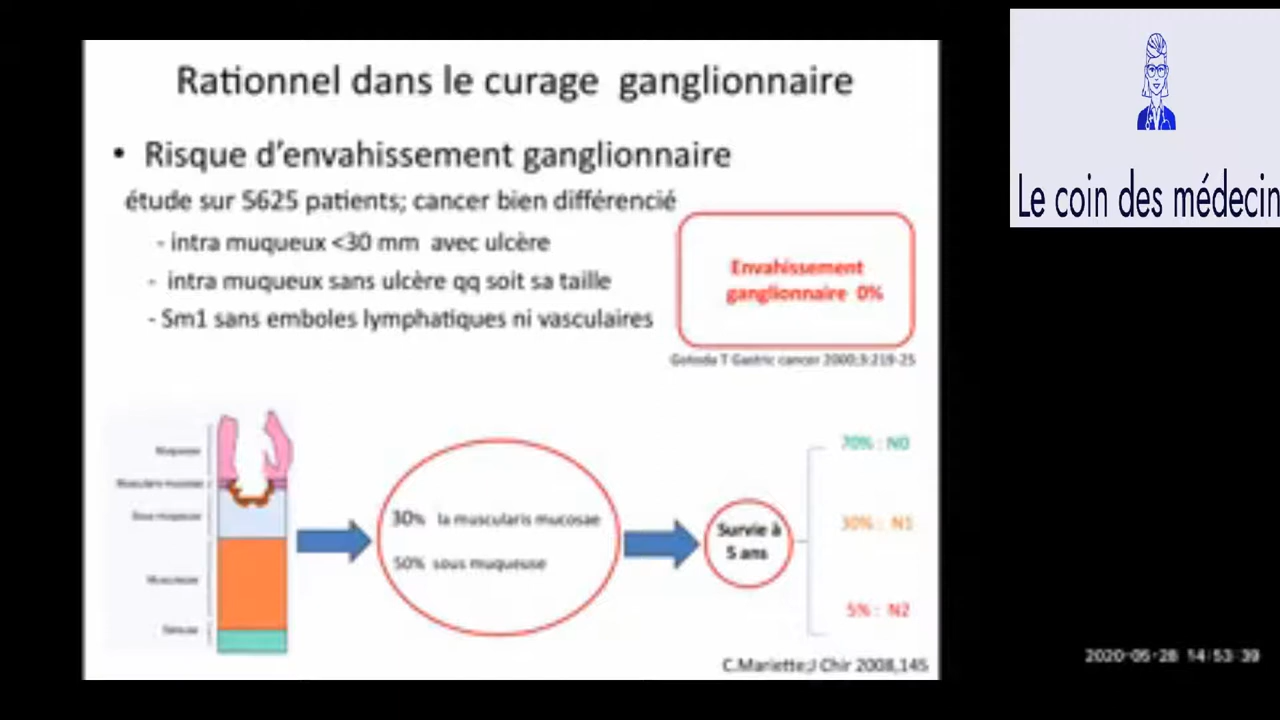 Rationnel dans le curage ganglionnaire
• Risque d'envahissement ganglionnaire
étude sur 5625 patients; cancer bien différencié
- intra muqueux <30 mm avec ulcère
- intra muqueux sans ulcère qq soit sa taille
- Sm1 sans emboles lymphatiques ni vasculaires
Envahissement
ganglionnaire 0%
Gotoda T Gastric cancer 2000;3:219-25
Muqueuse
Muscularis mucosae
Sous-muqueuse
Musculeuse
Séreuse
30% la muscularis mucosae
50% sous muqueuse
Survie à
5 ans
70% : N0
30% : N1
5% : N2
C.Mariette;J Chir 2008,145
Le coin des médecin
2020-05-28 14:53:39